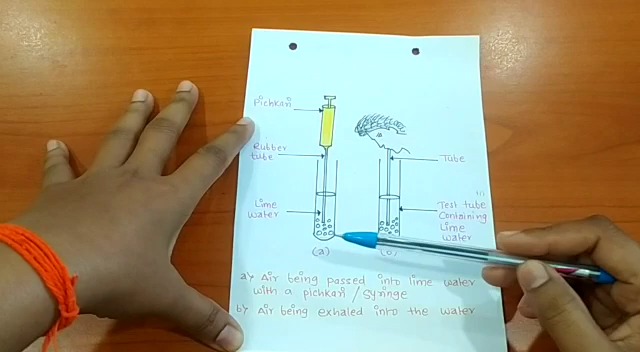 Pichkari
Rubber
tube
Tube
Lime
water
Test tube
Containing
Lime
water
(a)
(b)
a) Air being passed into lime water
with a pichkari / Syringe
b) Air being exhaled into the water